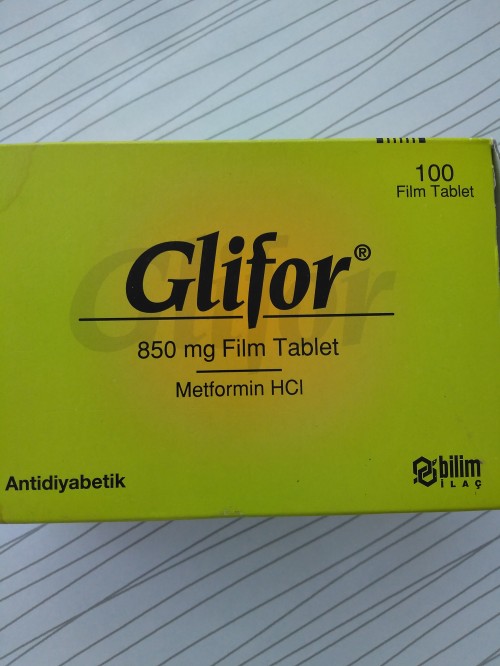 100
Film Tablet
Glifor®
850 mg Film Tablet
Metformin HCl
Antidiyabetik
bilim
İLAÇ